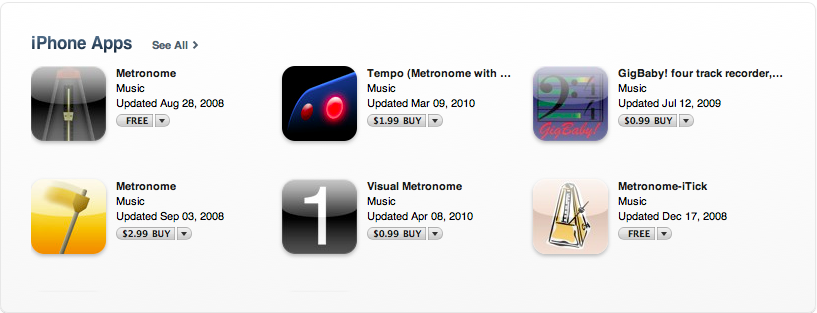 iPhone Apps See All >
Metronome
Music
Updated Aug 28, 2008
FREE
Tempo (Metronome with ...
Music
Updated Mar 09, 2010
$1.99 BUY
GigBaby! four track recorder,...
Music
Updated Jul 12, 2009
$0.99 BUY
GigBaby!
Metronome
Music
Updated Sep 03, 2008
$2.99 BUY
1
Visual Metronome
Music
Updated Apr 08, 2010
$0.99 BUY
Metronome-iTick
Music
Updated Dec 17, 2008
FREE